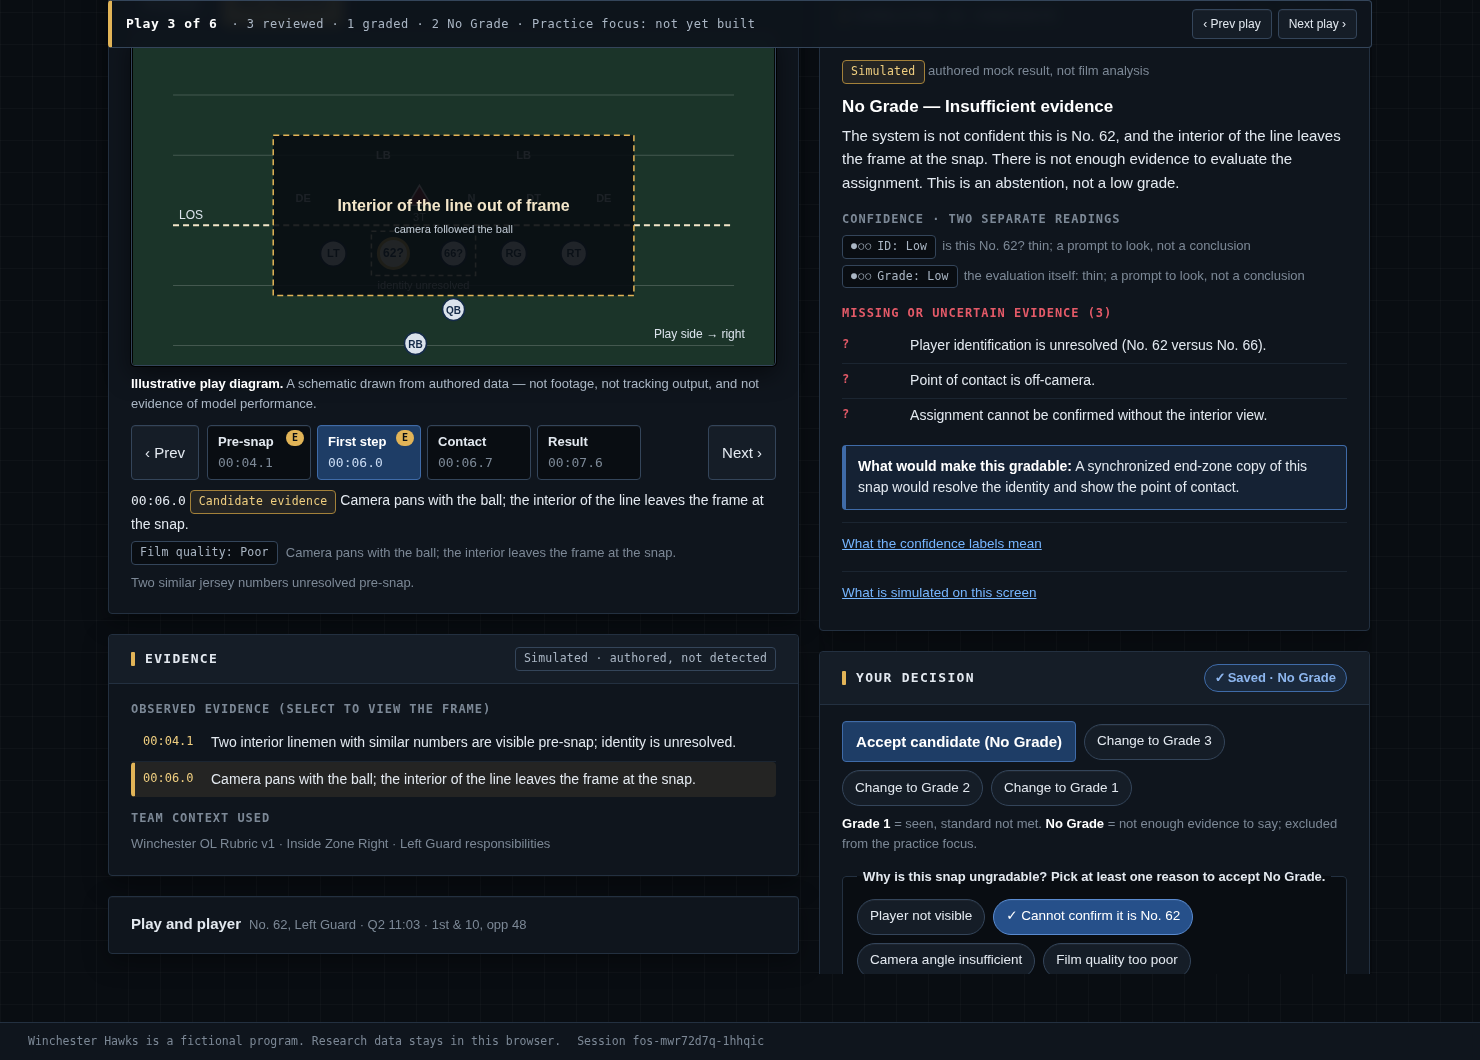 Play 3 of 6 · 3 reviewed · 1 graded · 2 No Grade · Practice focus: not yet built
‹ Prev play
Next play ›
LB
LB
DE
N
DT
DE
Interior of the line out of frame
LOS
camera followed the ball
LT
62?
66?
RG
RT
identity unresolved
QB
RB
Play side → right
Illustrative play diagram. A schematic drawn from authored data — not footage, not tracking output, and not
evidence of model performance.
‹ Prev
Pre-snap E
00:04.1
First step E
00:06.0
Contact
00:06.7
Result
00:07.6
Next ›
00:06.0 Candidate evidence Camera pans with the ball; the interior of the line leaves the frame at
the snap.
Film quality: Poor Camera pans with the ball; the interior leaves the frame at the snap.
Two similar jersey numbers unresolved pre-snap.
EVIDENCE
Simulated · authored, not detected
OBSERVED EVIDENCE (SELECT TO VIEW THE FRAME)
00:04.1 Two interior linemen with similar numbers are visible pre-snap; identity is unresolved.
00:06.0 Camera pans with the ball; the interior of the line leaves the frame at the snap.
TEAM CONTEXT USED
Winchester OL Rubric v1 · Inside Zone Right · Left Guard responsibilities
Play and player No. 62, Left Guard · Q2 11:03 · 1st & 10, opp 48
Simulated authored mock result, not film analysis
No Grade — Insufficient evidence
The system is not confident this is No. 62, and the interior of the line leaves
the frame at the snap. There is not enough evidence to evaluate the
assignment. This is an abstention, not a low grade.
CONFIDENCE · TWO SEPARATE READINGS
●○○ ID: Low is this No. 62? thin; a prompt to look, not a conclusion
●○○ Grade: Low the evaluation itself: thin; a prompt to look, not a conclusion
MISSING OR UNCERTAIN EVIDENCE (3)
? Player identification is unresolved (No. 62 versus No. 66).
? Point of contact is off-camera.
? Assignment cannot be confirmed without the interior view.
What would make this gradable: A synchronized end-zone copy of this
snap would resolve the identity and show the point of contact.
What the confidence labels mean
What is simulated on this screen
YOUR DECISION
✓ Saved · No Grade
Accept candidate (No Grade)
Change to Grade 3
Change to Grade 2
Change to Grade 1
Grade 1 = seen, standard not met. No Grade = not enough evidence to say; excluded
from the practice focus.
Why is this snap ungradable? Pick at least one reason to accept No Grade.
Player not visible
✓ Cannot confirm it is No. 62
Camera angle insufficient
Film quality too poor
Winchester Hawks is a fictional program. Research data stays in this browser. Session fos-mwr72d7q-1hhqic